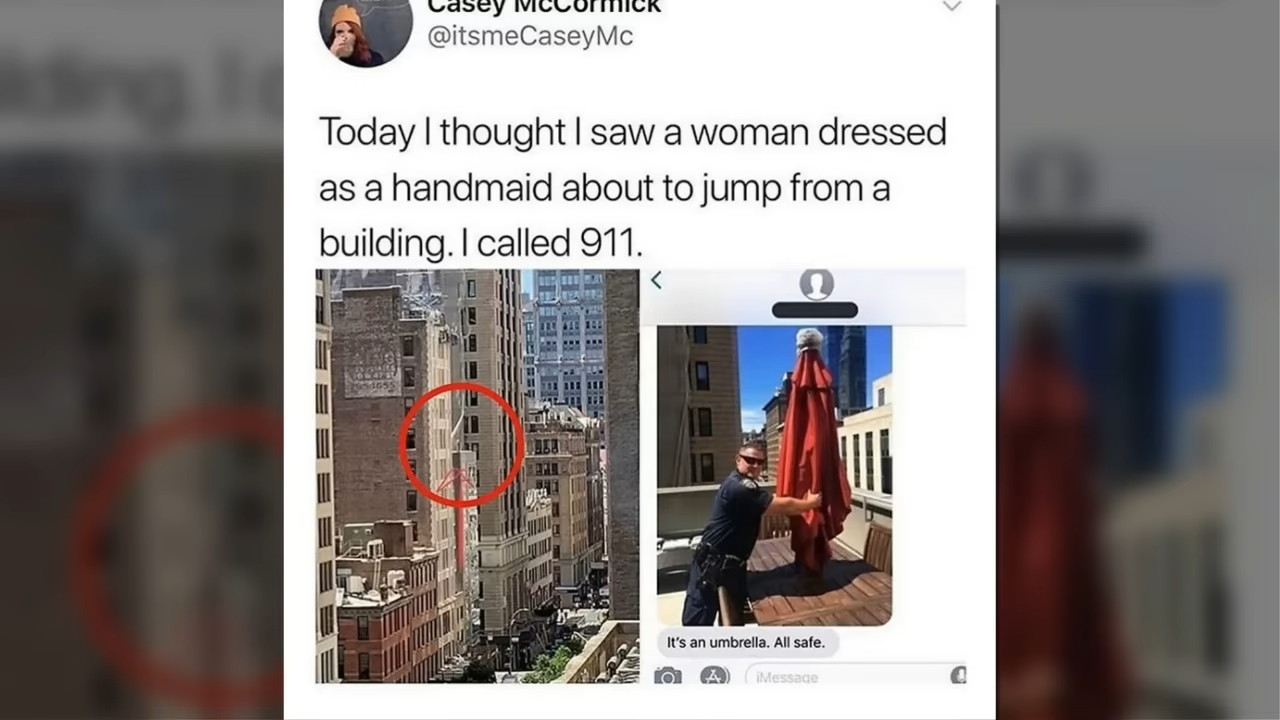 Casey McCormick
@itsmeCaseyMc
Today I thought I saw a woman dressed
as a handmaid about to jump from a
building. I called 911.
It's an umbrella. All safe.
iMessage